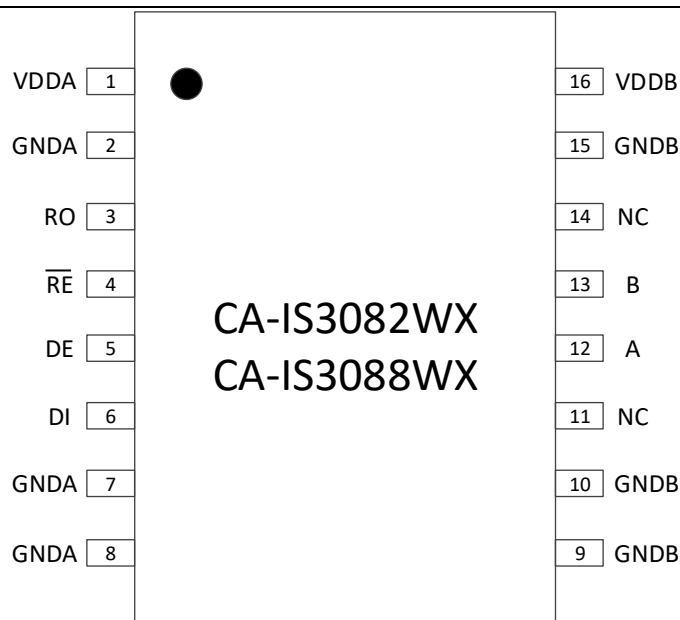 VDDA 1 16 VDDB
GNDA 2 15 GNDB
RO 3 14 NC
R̅E̅ 4 13 B
CA-IS3082WX
DE 5 12 A
CA-IS3088WX
DI 6 11 NC
GNDA 7 10 GNDB
GNDA 8 9 GNDB